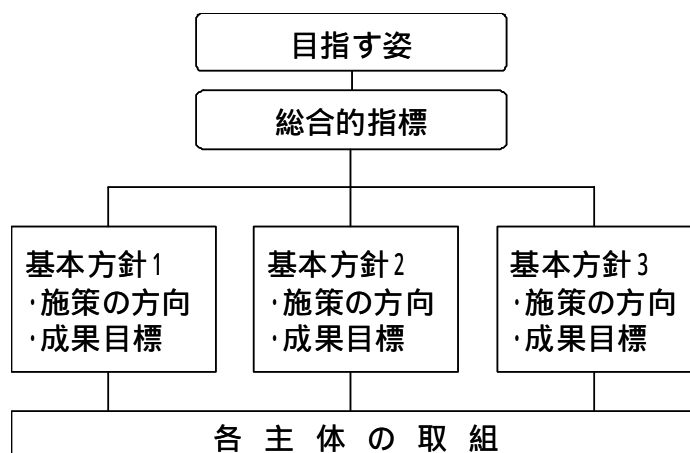 目指す姿
総合的指標
基本方針1
・施策の方向
・成果目標
基本方針2
・施策の方向
・成果目標
基本方針3
・施策の方向
・成果目標
各主体の取組